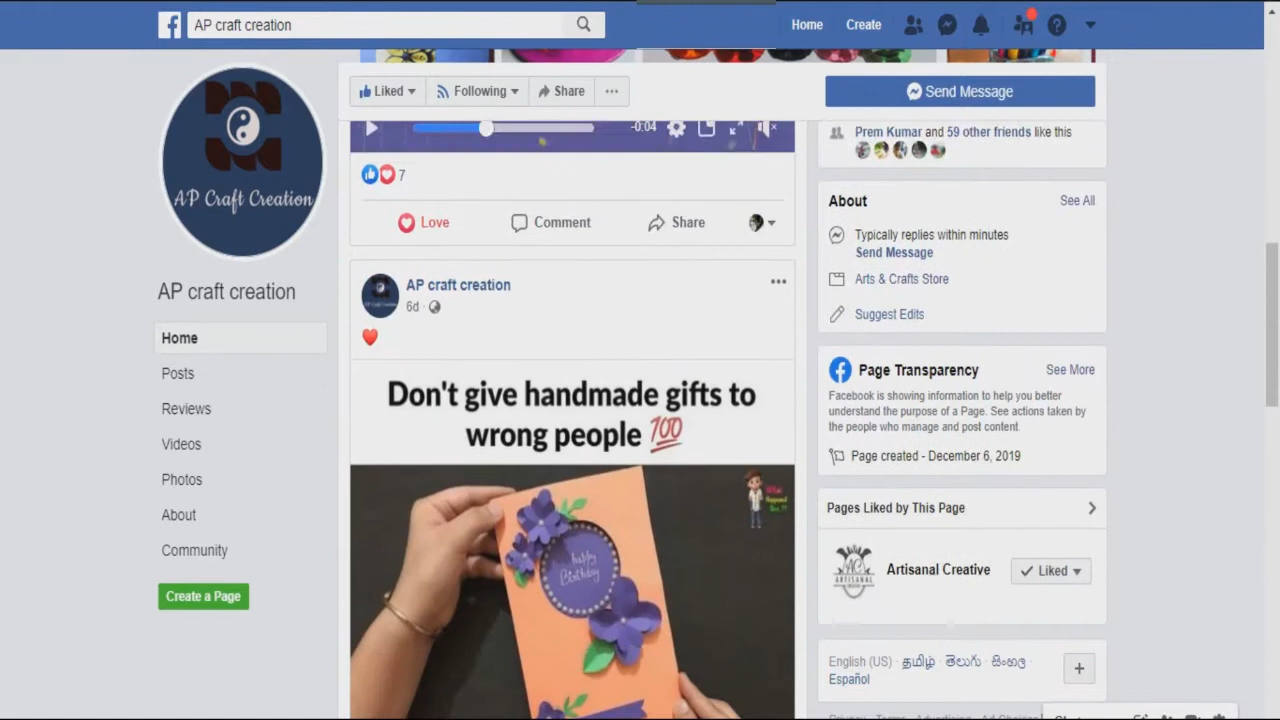 AP craft creation
Home
Create
Liked
Following
Share
Send Message
-0:04
Prem Kumar and 59 other friends like this
7
Love
Comment
Share
AP Craft Creation
AP craft creation
Home
Posts
Reviews
Videos
Photos
About
Community
Create a Page
AP craft creation
6d
Don't give handmade gifts to
wrong people 💯
happy
Birthday
About
See All
Typically replies within minutes
Send Message
Arts & Crafts Store
Suggest Edits
Page Transparency
See More
Facebook is showing information to help you better
understand the purpose of a Page. See actions taken by
the people who manage and post content.
Page created - December 6, 2019
Pages Liked by This Page
ARTISANAL
Artisanal Creative
Liked
English (US) · தமிழ் · తెలుగు · සිංහල ·
Español